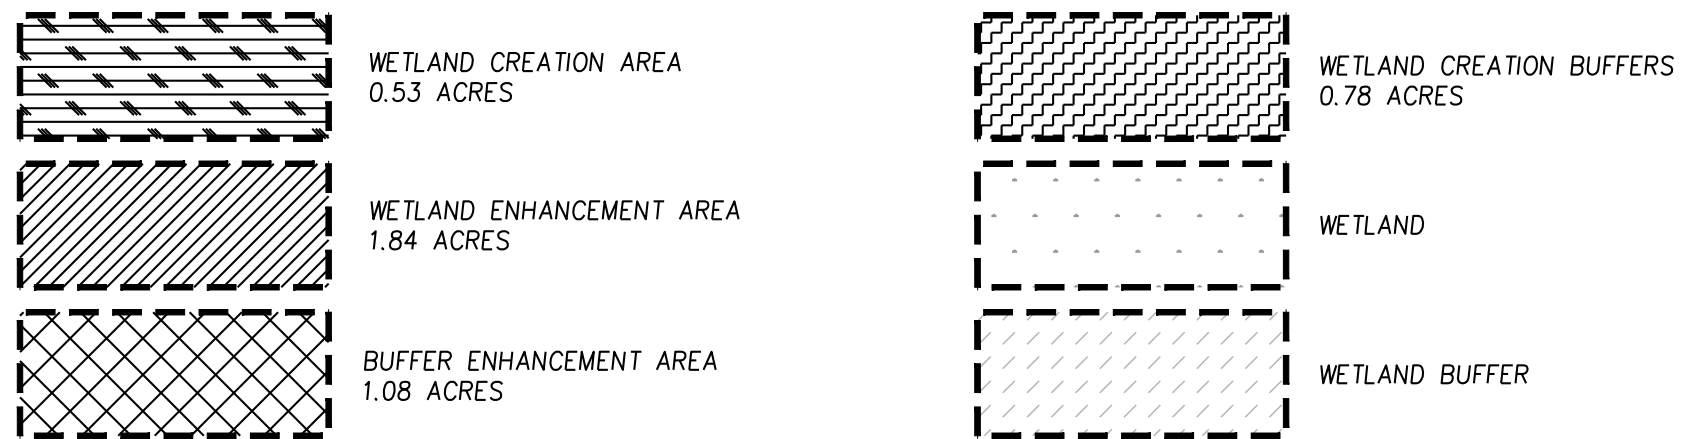 WETLAND CREATION AREA
0.53 ACRES
WETLAND ENHANCEMENT AREA
1.84 ACRES
BUFFER ENHANCEMENT AREA
1.08 ACRES
WETLAND CREATION BUFFERS
0.78 ACRES
WETLAND
WETLAND BUFFER